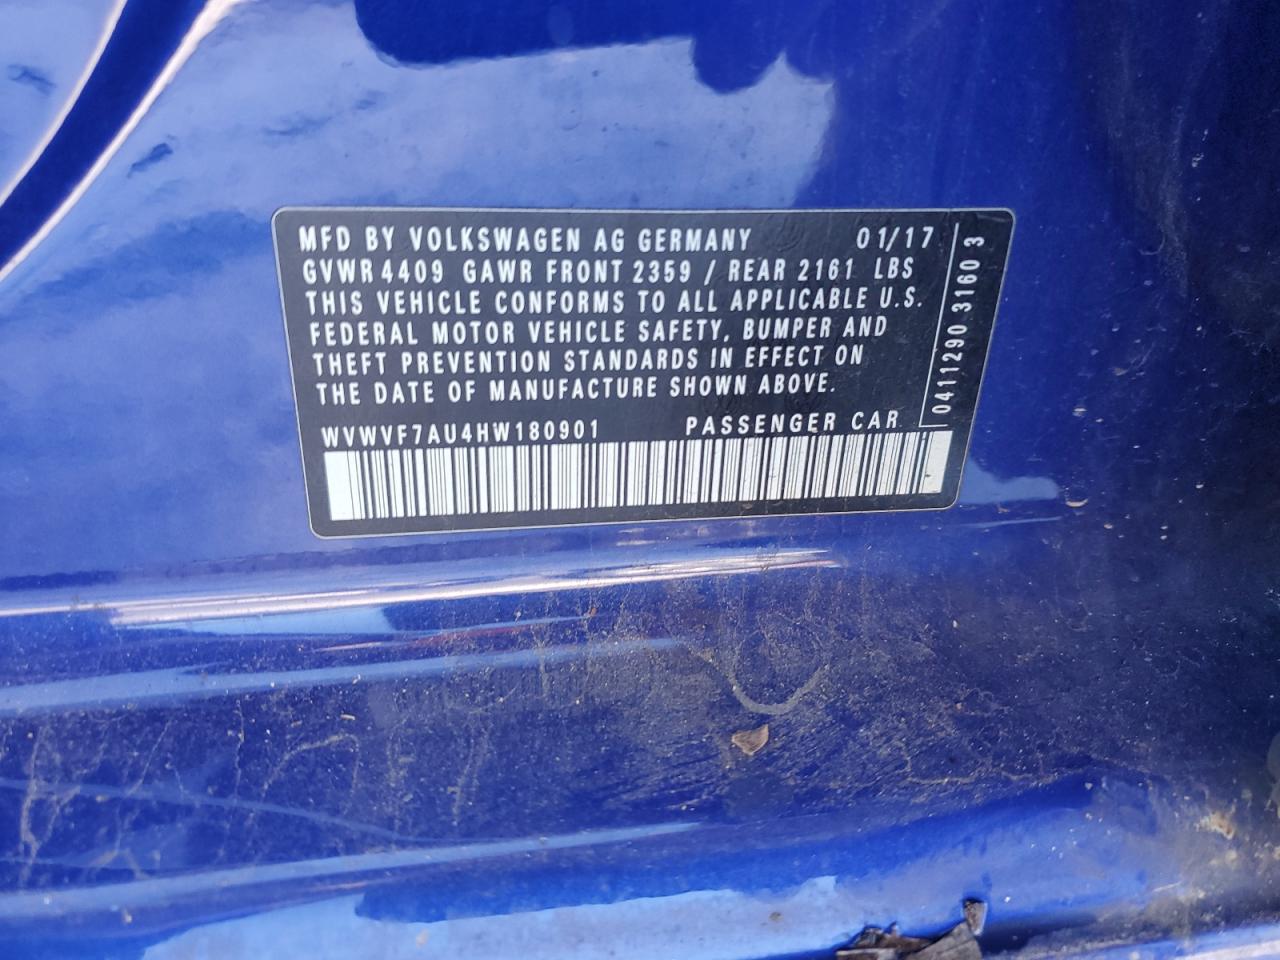 MFD BY VOLKSWAGEN AG GERMANY 01/17
GVWR 4409 GAWR FRONT 2359 / REAR 2161 LBS
THIS VEHICLE CONFORMS TO ALL APPLICABLE U.S.
FEDERAL MOTOR VEHICLE SAFETY, BUMPER AND
THEFT PREVENTION STANDARDS IN EFFECT ON
THE DATE OF MANUFACTURE SHOWN ABOVE.
WVWVF7AU4HW180901 PASSENGER CAR
0411290 3160 3